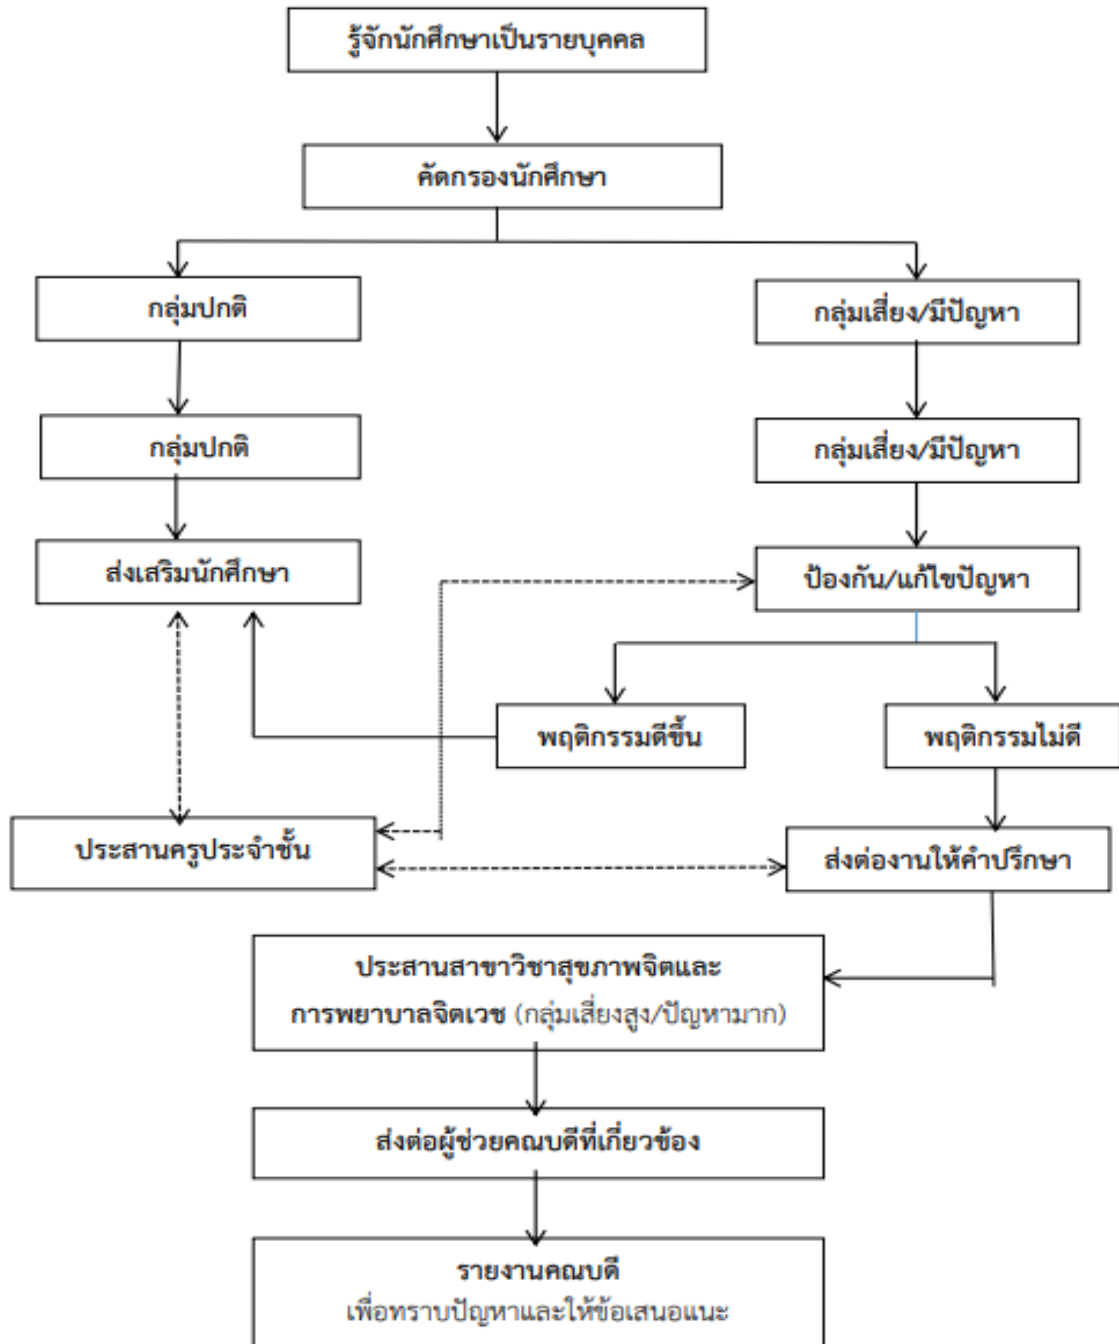 รู้จักนักศึกษาเป็นรายบุคคล
คัดกรองนักศึกษา
กลุ่มปกติ
กลุ่มเสี่ยง/มีปัญหา
กลุ่มปกติ
กลุ่มเสี่ยง/มีปัญหา
ส่งเสริมนักศึกษา
ป้องกัน/แก้ไขปัญหา
พฤติกรรมดีขึ้น
พฤติกรรมไม่ดี
ประสานครูประจำชั้น
ส่งต่องานให้คำปรึกษา
ประสานสาขาวิชาสุขภาพจิตและ
การพยาบาลจิตเวช (กลุ่มเสี่ยงสูง/ปัญหามาก)
ส่งต่อผู้ช่วยคณบดีที่เกี่ยวข้อง
รายงานคณบดี
เพื่อทราบปัญหาและให้ข้อเสนอแนะ